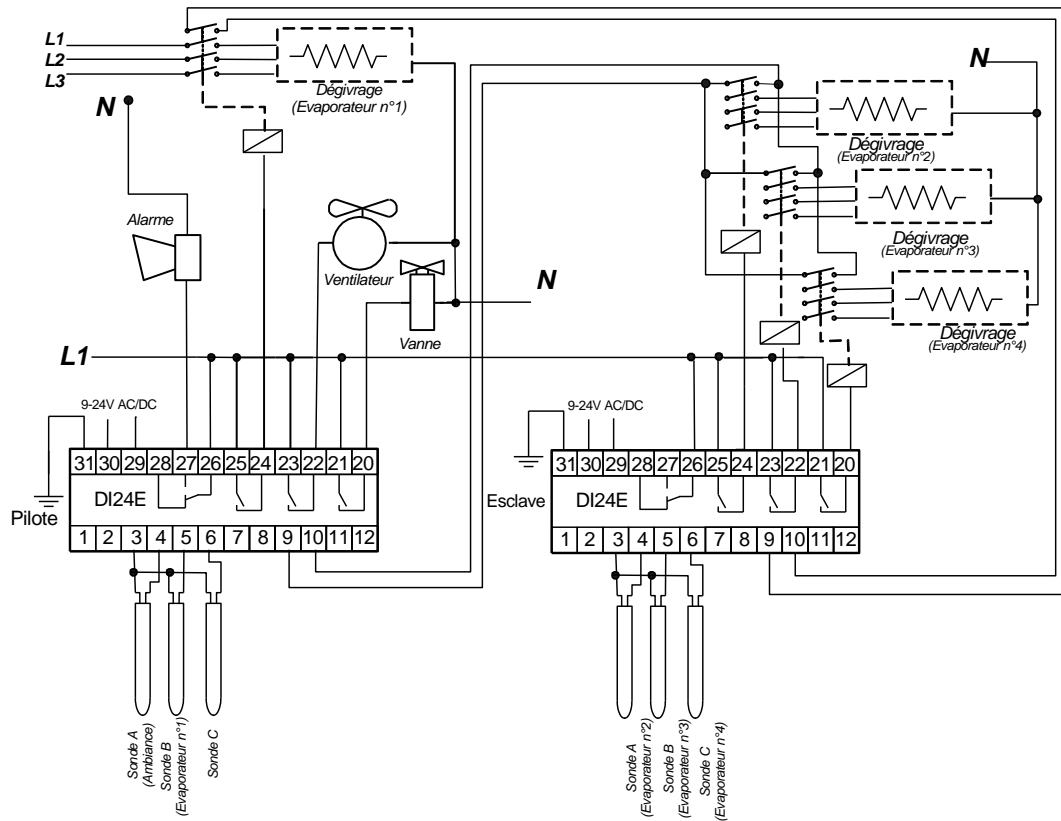 L1
L2
L3
N
Dégivrage
(Evaporateur n°1)
N
Dégivrage
(Evaporateur n°2)
Dégivrage
(Evaporateur n°3)
Dégivrage
(Evaporateur n°4)
Alarme
Ventilateur
Vanne
N
L1
9-24V AC/DC
9-24V AC/DC
31 30 29 28 27 26 25 24 23 22 21 20
DI24E
Pilote
1 2 3 4 5 6 7 8 9 10 11 12
31 30 29 28 27 26 25 24 23 22 21 20
Esclave
DI24E
1 2 3 4 5 6 7 8 9 10 11 12
Sonde A
(Ambiance)
Sonde B
(Evaporateur n°1)
Sonde C
Sonde A
(Evaporateur n°2)
Sonde B
(Evaporateur n°3)
Sonde C
(Evaporateur n°4)